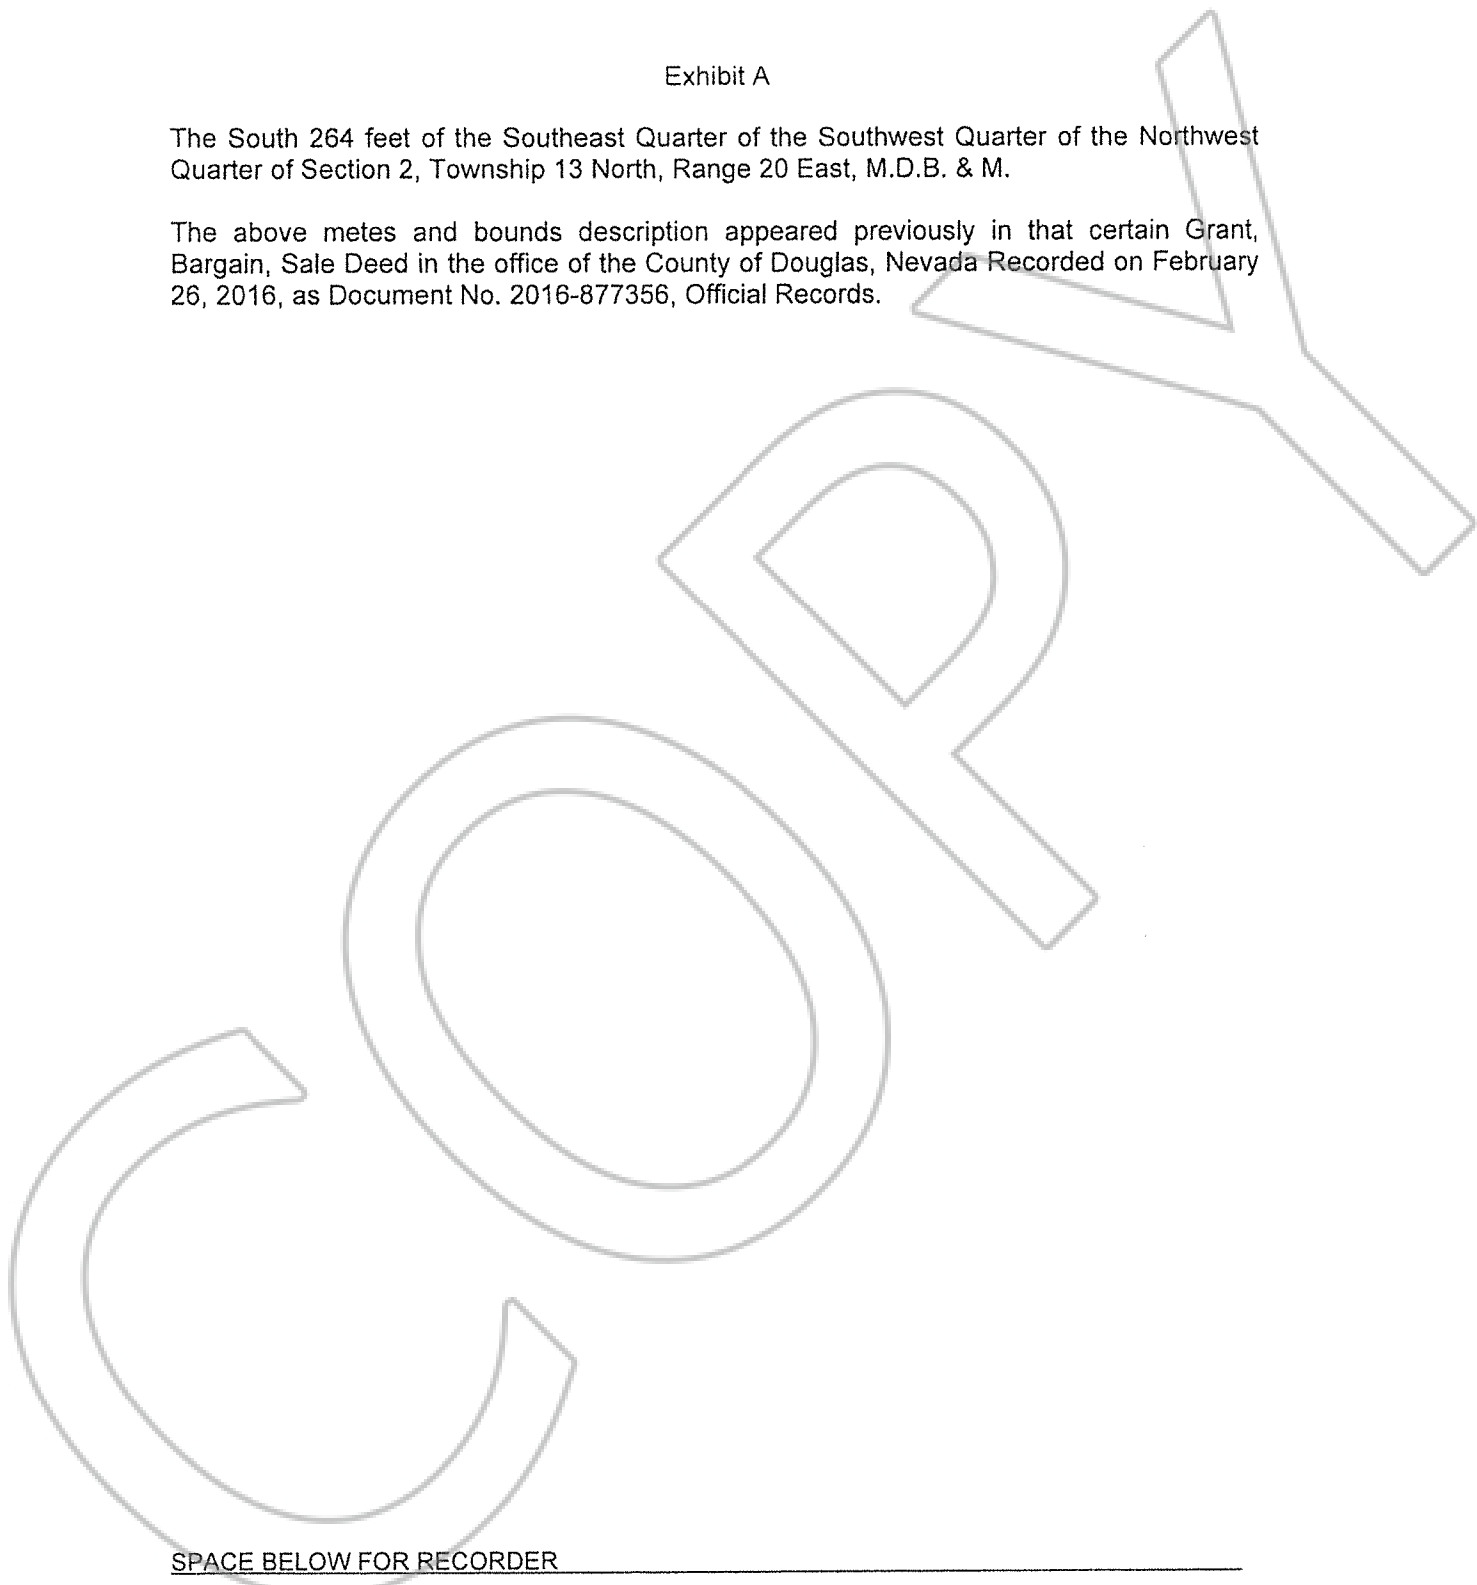 Exhibit A
The South 264 feet of the Southeast Quarter of the Southwest Quarter of the Northwest
Quarter of Section 2, Township 13 North, Range 20 East, M.D.B. & M.
The above metes and bounds description appeared previously in that certain Grant,
Bargain, Sale Deed in the office of the County of Douglas, Nevada Recorded on February
26, 2016, as Document No. 2016-877356, Official Records.
COPY
SPACE BELOW FOR RECORDER